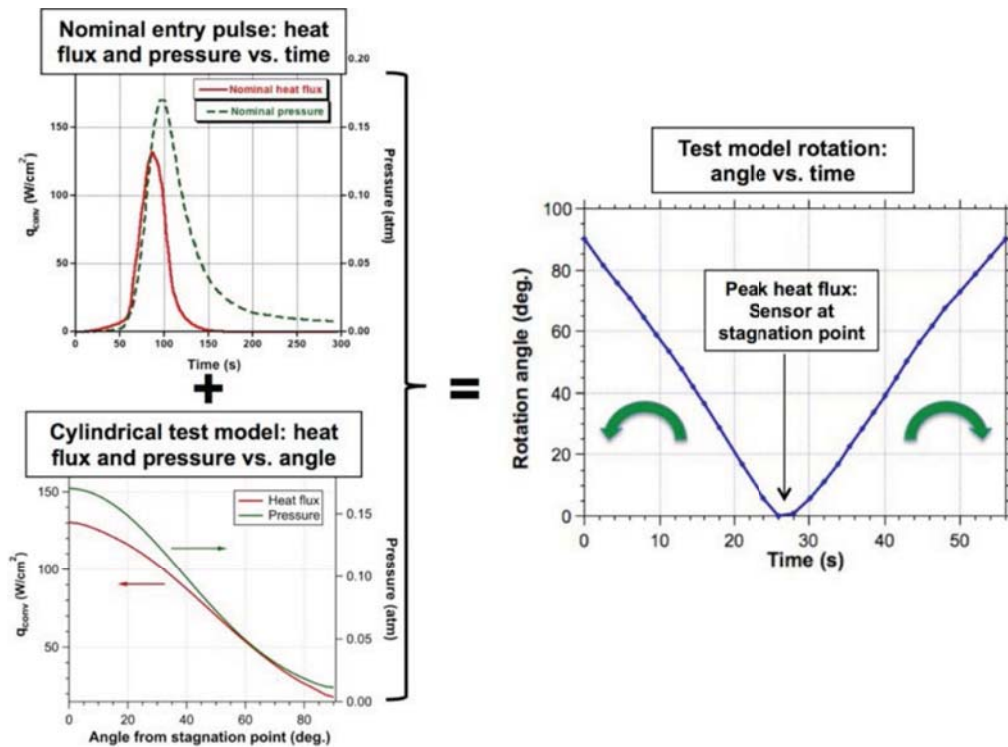 Nominal entry pulse: heat
flux and pressure vs. time
0.20
Nominal heat flux
Nominal pressure
150
0.15
100
0.10
50
0.05
0
0.00
q_conv (W/cm²)
Pressure (atm)
0 50 100 150 200 250 300
Time (s)
+
Cylindrical test model: heat
flux and pressure vs. angle
Heat flux
Pressure
150
0.15
100
0.10
50
0.05
0.00
q_conv (W/cm²)
Pressure (atm)
0 20 40 60 80
Angle from stagnation point (deg.)
=
Test model rotation:
angle vs. time
100
80
60
40
20
0
Rotation angle (deg.)
Peak heat flux:
Sensor at
stagnation point
0 10 20 30 40 50
Time (s)